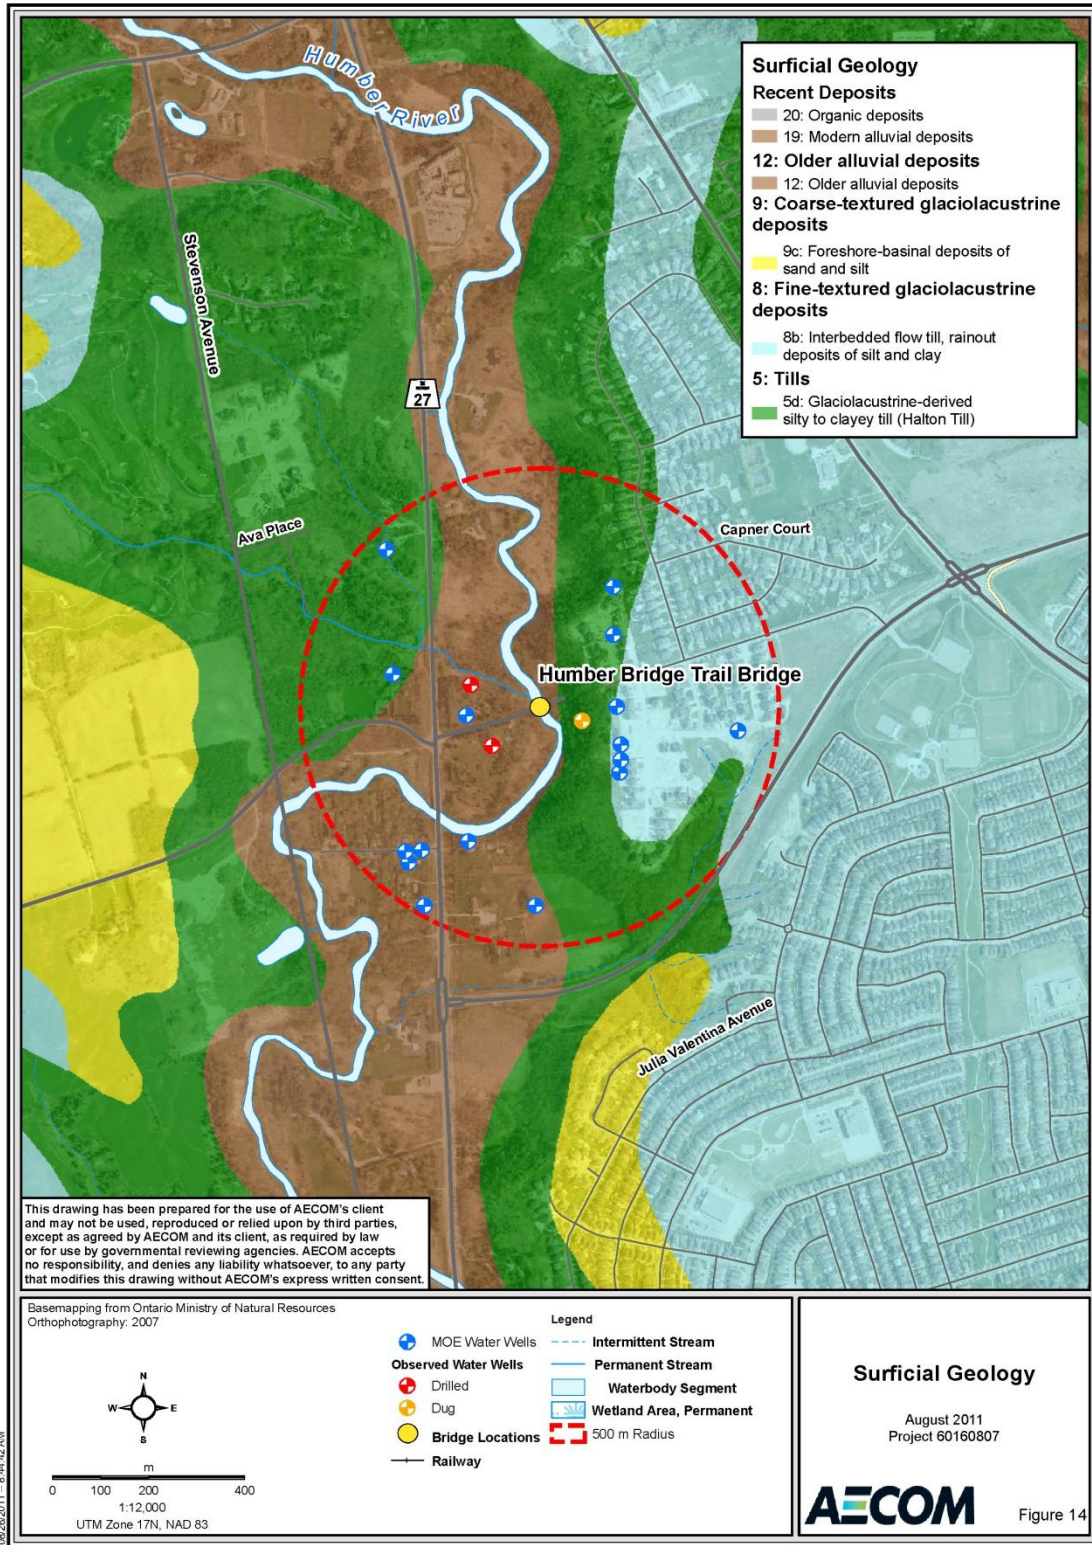 Humber River
Stevenson Avenue
27
Ava Place
Capner Court
Humber Bridge Trail Bridge
Julia Valentina Avenue
Surficial Geology
Recent Deposits
20: Organic deposits
19: Modern alluvial deposits
12: Older alluvial deposits
12: Older alluvial deposits
9: Coarse-textured glaciolacustrine
deposits
9c: Foreshore-basinal deposits of
sand and silt
8: Fine-textured glaciolacustrine
deposits
8b: Interbedded flow till, rainout
deposits of silt and clay
5: Tills
5d: Glaciolacustrine-derived
silty to clayey till (Halton Till)
This drawing has been prepared for the use of AECOM's client
and may not be used, reproduced or relied upon by third parties,
except as agreed by AECOM and its client, as required by law
or for use by governmental reviewing agencies. AECOM accepts
no responsibility, and denies any liability whatsoever, to any party
that modifies this drawing without AECOM's express written consent.
Basemapping from Ontario Ministry of Natural Resources
Orthophotography: 2007
N
W E
S
m
0 100 200 400
1:12,000
UTM Zone 17N, NAD 83
Legend
MOE Water Wells
Observed Water Wells
Drilled
Dug
Bridge Locations
Railway
Intermittent Stream
Permanent Stream
Waterbody Segment
Wetland Area, Permanent
500 m Radius
Surficial Geology
August 2011
Project 60160807
AECOM
Figure 14